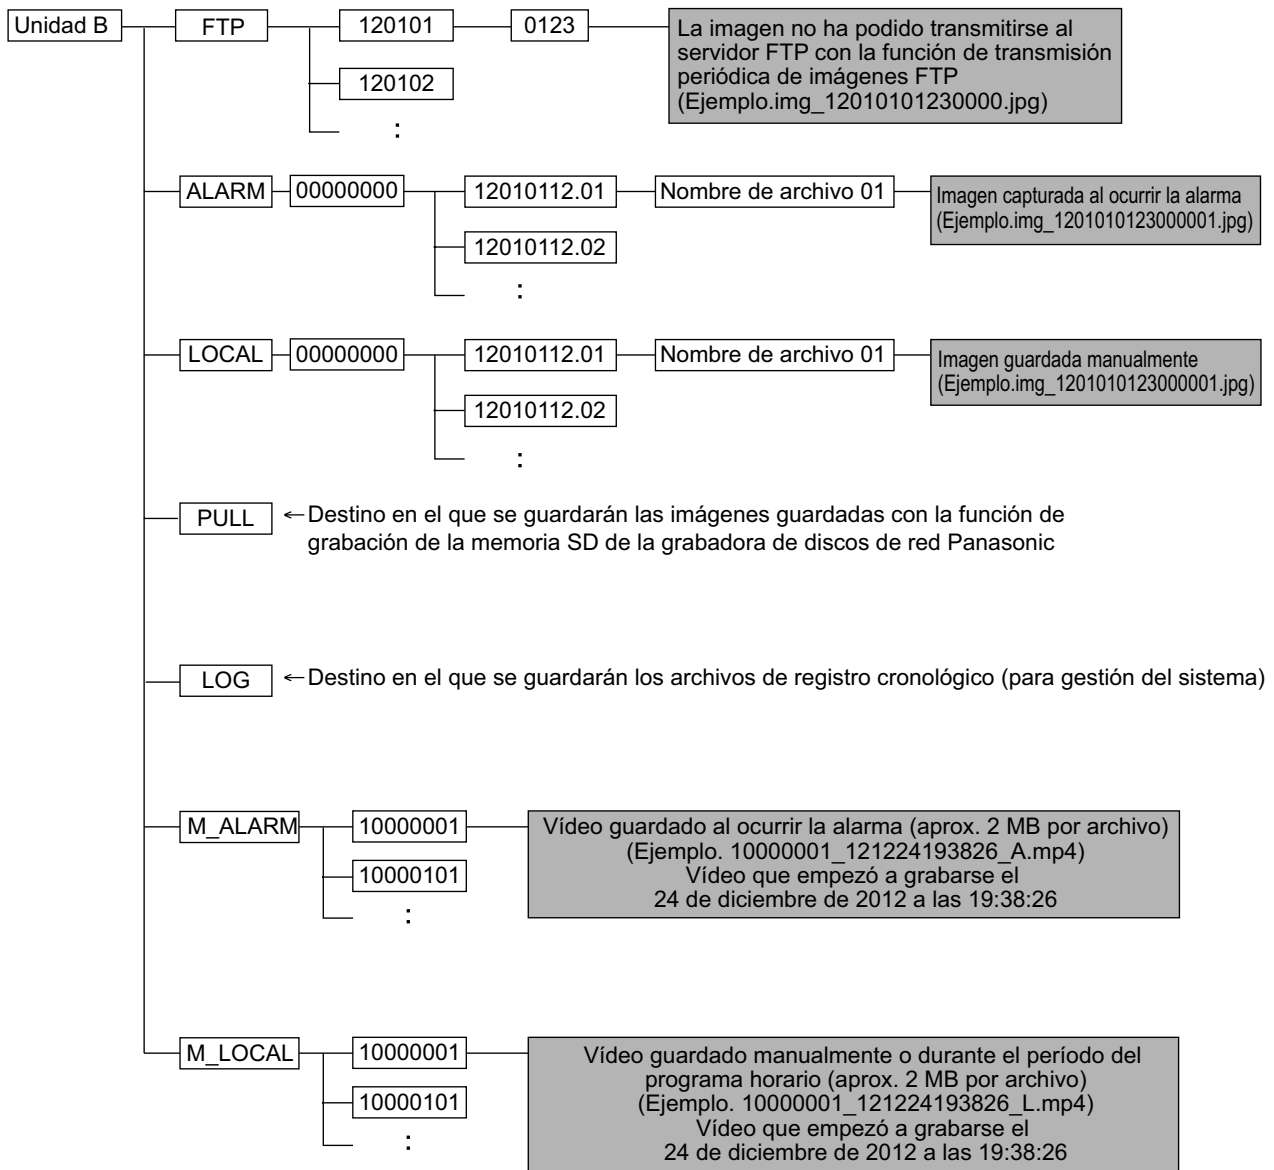 Unidad B
FTP
120101
0123
La imagen no ha podido transmitirse al
servidor FTP con la función de transmisión
periódica de imágenes FTP
(Ejemplo.img_12010101230000.jpg)
120102
:
ALARM
00000000
12010112.01
Nombre de archivo 01
Imagen capturada al ocurrir la alarma
(Ejemplo.img_1201010123000001.jpg)
12010112.02
:
LOCAL
00000000
12010112.01
Nombre de archivo 01
Imagen guardada manualmente
(Ejemplo.img_1201010123000001.jpg)
12010112.02
:
PULL
←Destino en el que se guardarán las imágenes guardadas con la función de
grabación de la memoria SD de la grabadora de discos de red Panasonic
LOG
←Destino en el que se guardarán los archivos de registro cronológico (para gestión del sistema)
M_ALARM
10000001
Vídeo guardado al ocurrir la alarma (aprox. 2 MB por archivo)
(Ejemplo. 10000001_121224193826_A.mp4)
Vídeo que empezó a grabarse el
24 de diciembre de 2012 a las 19:38:26
10000101
:
M_LOCAL
10000001
Vídeo guardado manualmente o durante el período del
programa horario (aprox. 2 MB por archivo)
(Ejemplo. 10000001_121224193826_L.mp4)
Vídeo que empezó a grabarse el
24 de diciembre de 2012 a las 19:38:26
10000101
: